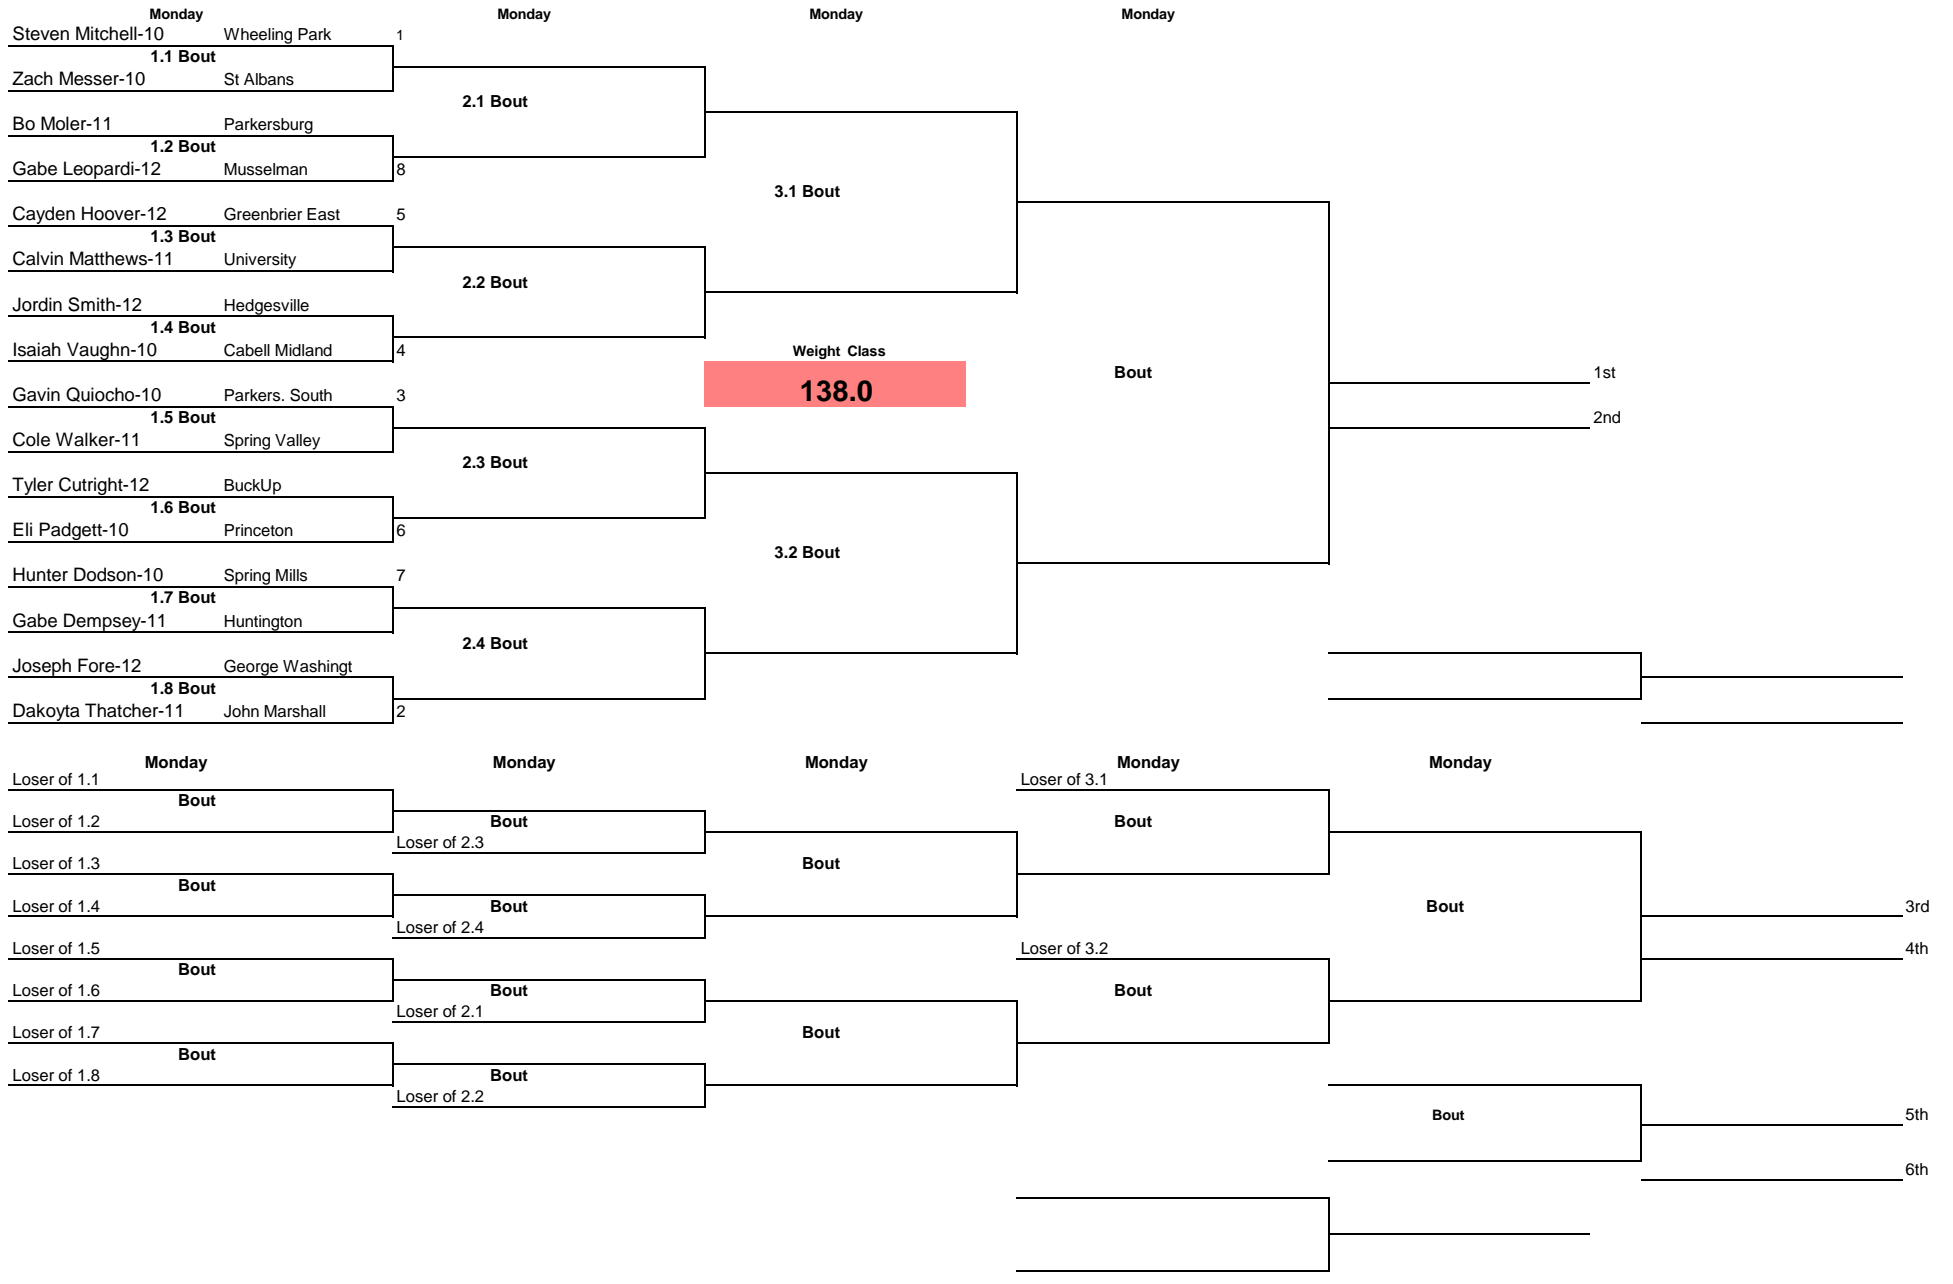 Monday Monday Monday Monday
Steven Mitchell-10 Wheeling Park 1
1.1 Bout
Zach Messer-10 St Albans
2.1 Bout
Bo Moler-11 Parkersburg
1.2 Bout
Gabe Leopardi-12 Musselman 8
3.1 Bout
Cayden Hoover-12 Greenbrier East 5
1.3 Bout
Calvin Matthews-11 University
2.2 Bout
Jordin Smith-12 Hedgesville
1.4 Bout
Isaiah Vaughn-10 Cabell Midland 4
Weight Class
Bout 1st
138.0
Gavin Quiocho-10 Parkers. South 3
1.5 Bout 2nd
Cole Walker-11 Spring Valley
2.3 Bout
Tyler Cutright-12 BuckUp
1.6 Bout
Eli Padgett-10 Princeton 6
3.2 Bout
Hunter Dodson-10 Spring Mills 7
1.7 Bout
Gabe Dempsey-11 Huntington
2.4 Bout
Joseph Fore-12 George Washingt
1.8 Bout
Dakoyta Thatcher-11 John Marshall 2
Monday Monday Monday Monday Monday
Loser of 1.1 Loser of 3.1
Bout
Loser of 1.2 Bout Bout
Loser of 2.3
Loser of 1.3 Bout
Bout
Loser of 1.4 Bout Bout 3rd
Loser of 2.4
Loser of 1.5 Loser of 3.2 4th
Bout
Loser of 1.6 Bout Bout
Loser of 2.1
Loser of 1.7 Bout
Bout
Loser of 1.8 Bout
Loser of 2.2
Bout 5th
6th